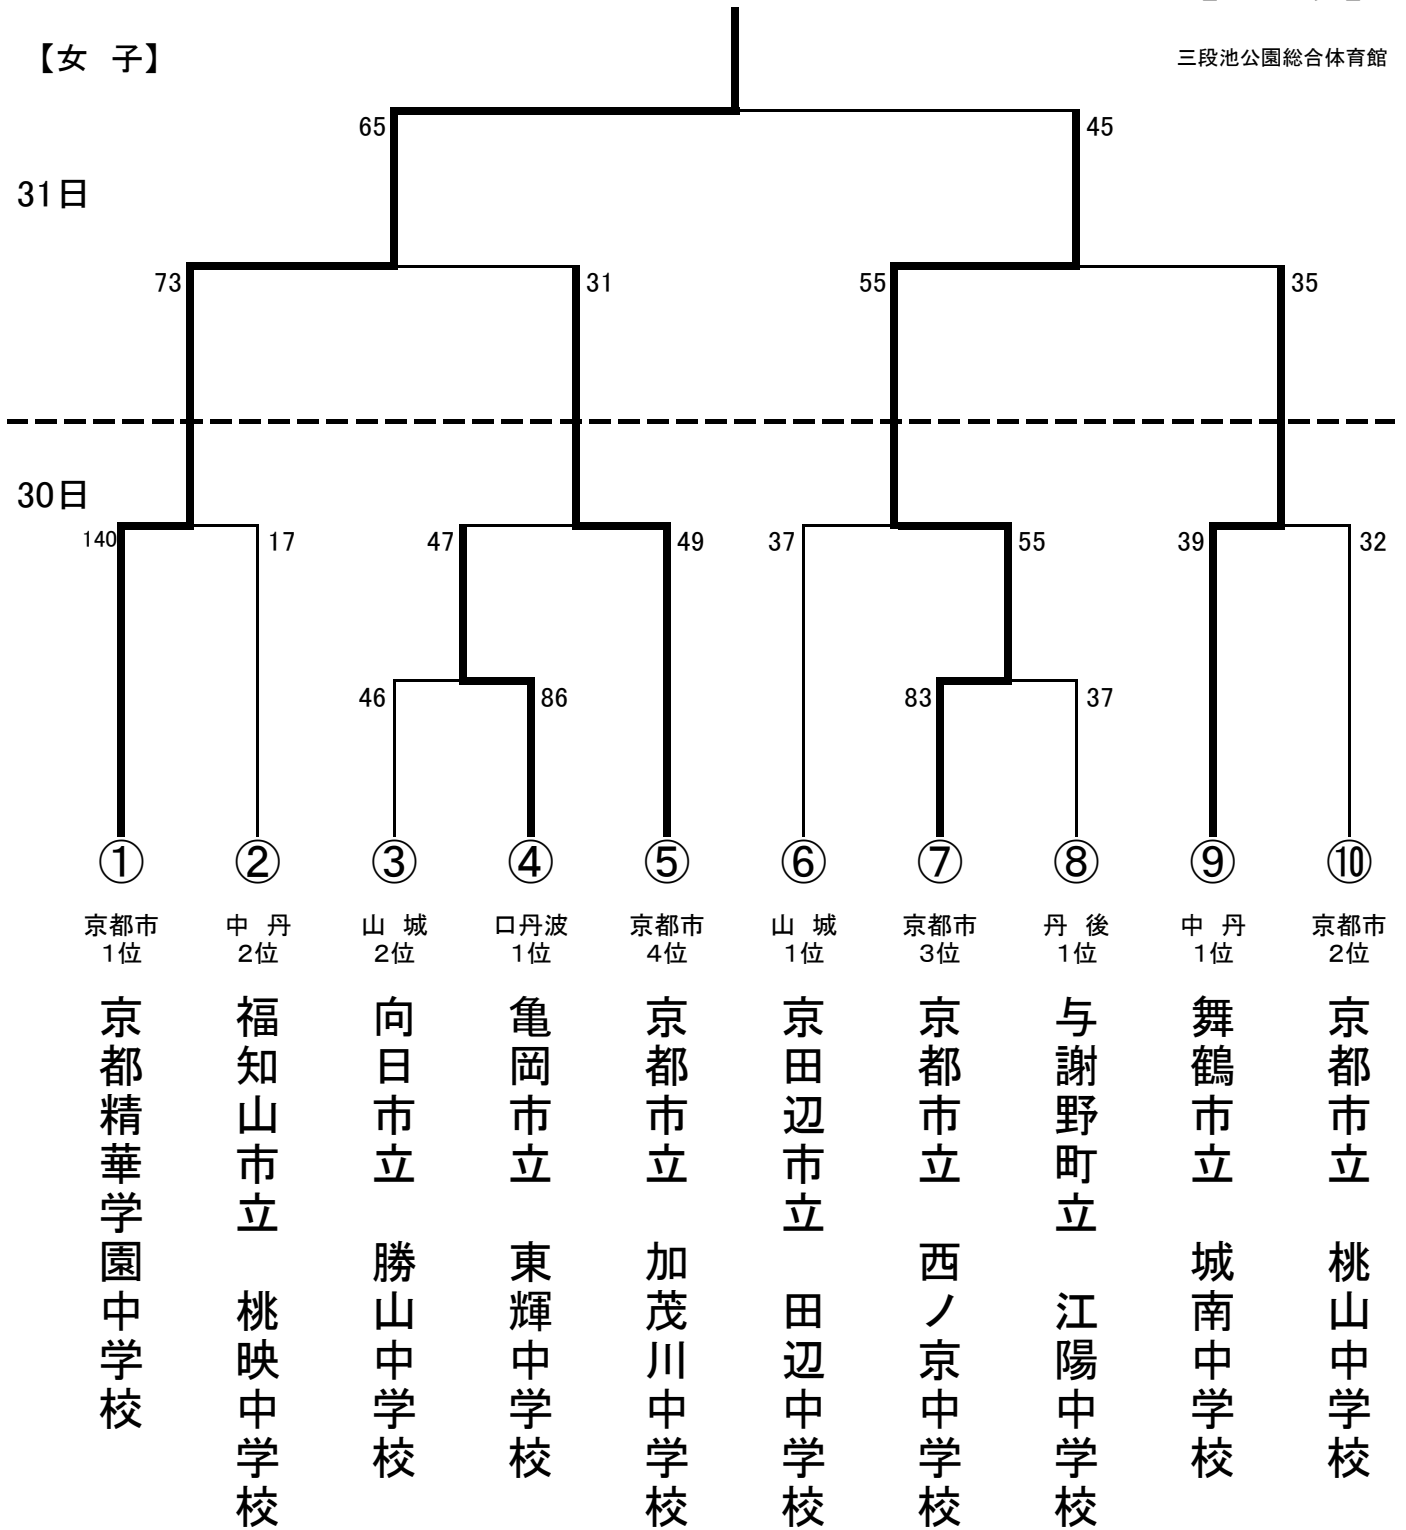 【女　子】
三段池公園総合体育館
65
45
31日
73
31
55
35
30日
140
17
47
49
37
55
39
32
46
86
83
37
①
②
③
④
⑤
⑥
⑦
⑧
⑨
⑩
京都市
1位
中　丹
2位
山　城
2位
口丹波
1位
京都市
4位
山　城
1位
京都市
3位
丹　後
1位
中　丹
1位
京都市
2位
京都精華学園中学校
福知山市立　桃映中学校
向日市立　勝山中学校
亀岡市立　東輝中学校
京都市立　加茂川中学校
京田辺市立　田辺中学校
京都市立　西ノ京中学校
与謝野町立　江陽中学校
舞鶴市立　城南中学校
京都市立　桃山中学校